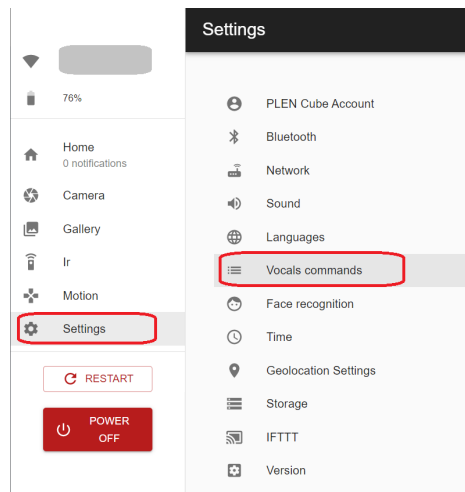 Settings
76%
Home
0 notifications
Camera
Gallery
Ir
Motion
Settings
RESTART
POWER
OFF
PLEN Cube Account
Bluetooth
Network
Sound
Languages
Vocals commands
Face recognition
Time
Geolocation Settings
Storage
IFTTT
Version